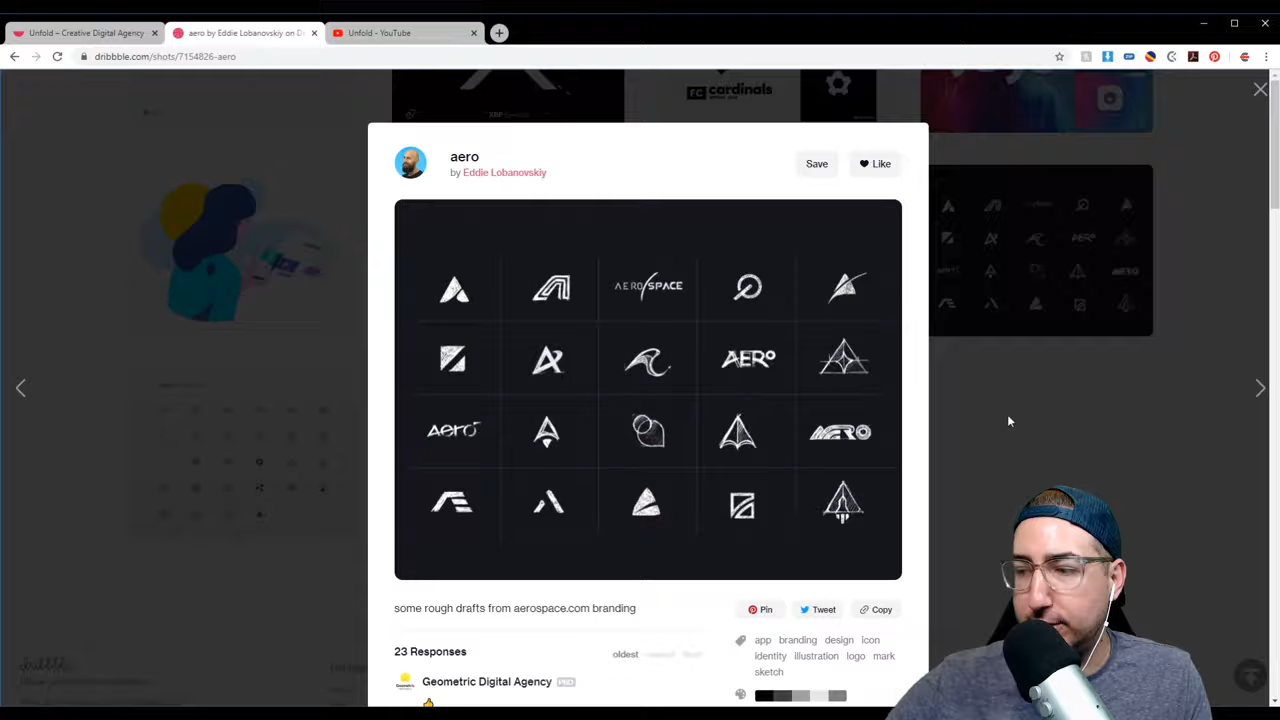 Unfold – Creative Digital Agency
aero by Eddie Lobanovskiy on D
Unfold - YouTube
dribbble.com/shots/7154826-aero
cardinals
aero
by Eddie Lobanovskiy
Save
Like
AERO/SPACE
AERO
Aero
AERO
some rough drafts from aerospace.com branding
Pin
Tweet
Copy
23 Responses
oldest
app branding design icon
identity illustration logo mark
sketch
Geometric Digital Agency PRO